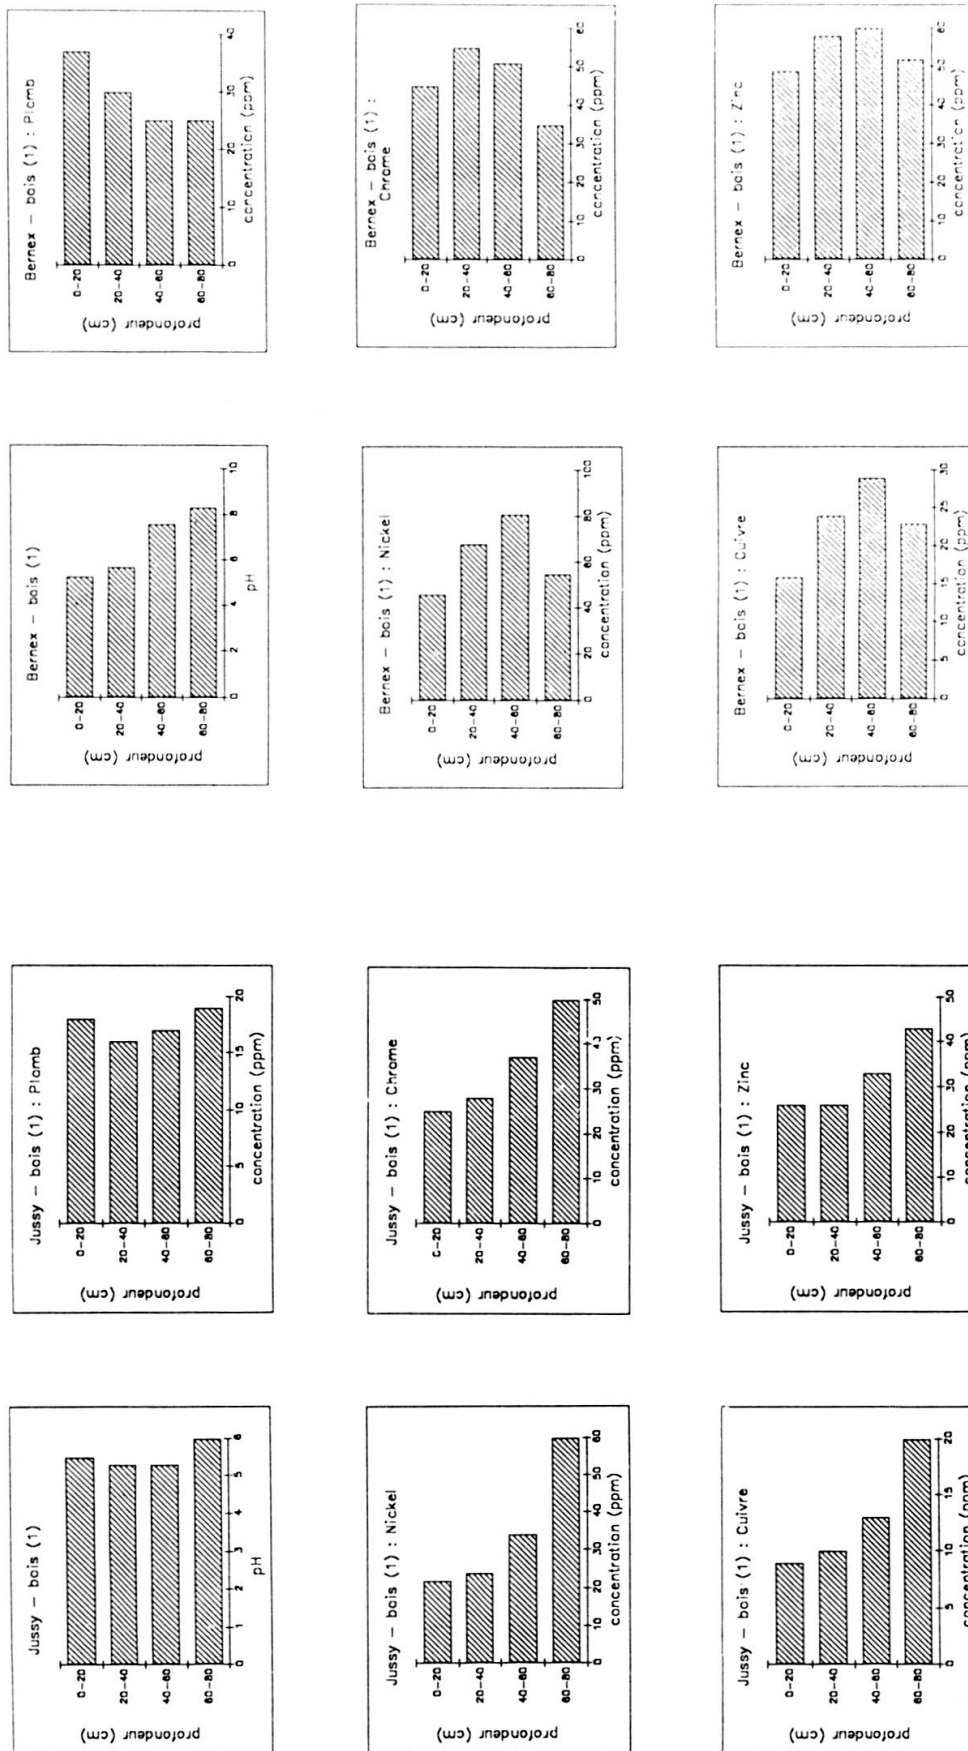 Jussy – bois (1)
profondeur (cm)
0–20
20–40
40–60
60–80
0 1 2 3 4 5 6
pH
Jussy – bois (1) : Plomb
profondeur (cm)
0–20
20–40
40–60
60–80
0 5 10 15 20
concentration (ppm)
Bernex – bois (1)
profondeur (cm)
0–20
20–40
40–60
60–80
0 2 4 6 8 10
pH
Bernex – bois (1) : Plomb
profondeur (cm)
0–20
20–40
40–60
60–80
0 10 20 30 40
concentration (ppm)
Jussy – bois (1) : Nickel
profondeur (cm)
0–20
20–40
40–60
60–80
0 10 20 30 40 50 60
concentration (ppm)
Jussy – bois (1) : Chrome
profondeur (cm)
0–20
20–40
40–60
60–80
0 10 20 30 40 50
concentration (ppm)
Bernex – bois (1) : Nickel
profondeur (cm)
0–20
20–40
40–60
60–80
0 20 40 60 80 100
concentration (ppm)
Bernex – bois (1) :
Chrome
profondeur (cm)
0–20
20–40
40–60
60–80
0 10 20 30 40 50 60
concentration (ppm)
Jussy – bois (1) : Cuivre
profondeur (cm)
0–20
20–40
40–60
60–80
0 5 10 15 20
concentration (ppm)
Jussy – bois (1) : Zinc
profondeur (cm)
0–20
20–40
40–60
60–80
0 10 20 30 40 50
concentration (ppm)
Bernex – bois (1) : Cuivre
profondeur (cm)
0–20
20–40
40–60
60–80
0 5 10 15 20 25 30
concentration (ppm)
Bernex – bois (1) : Zinc
profondeur (cm)
0–20
20–40
40–60
60–80
0 10 20 30 40 50 60
concentration (ppm)